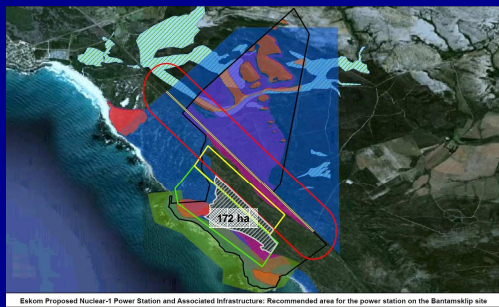 172 ha
Eskom Proposed Nuclear-1 Power Station and Associated Infrastructure: Recommended area for the power station on the Bantamsklip site